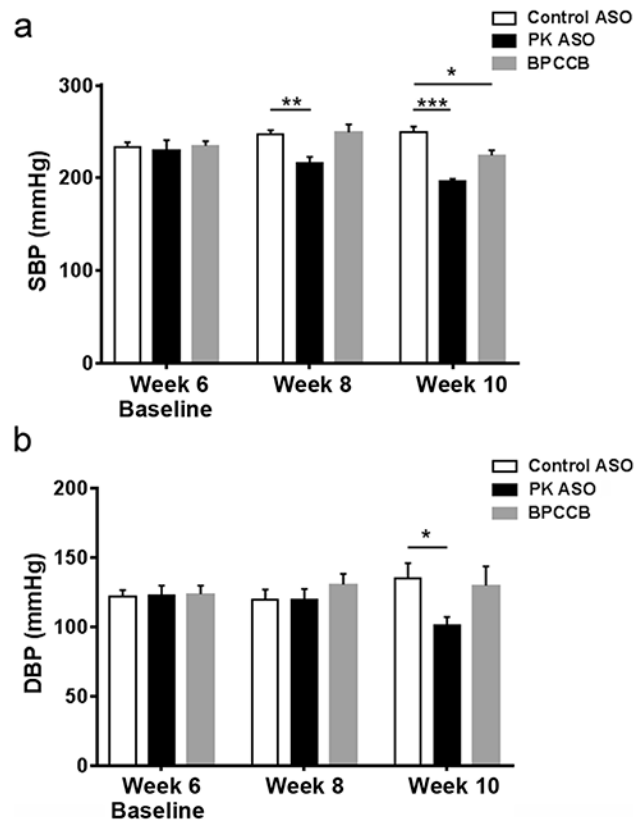 a
Control ASO
PK ASO
BPCCB
*
**
***
300
200
100
0
SBP (mmHg)
Week 6
Baseline
Week 8
Week 10
b
Control ASO
PK ASO
BPCCB
*
200
150
100
50
0
DBP (mmHg)
Week 6
Baseline
Week 8
Week 10